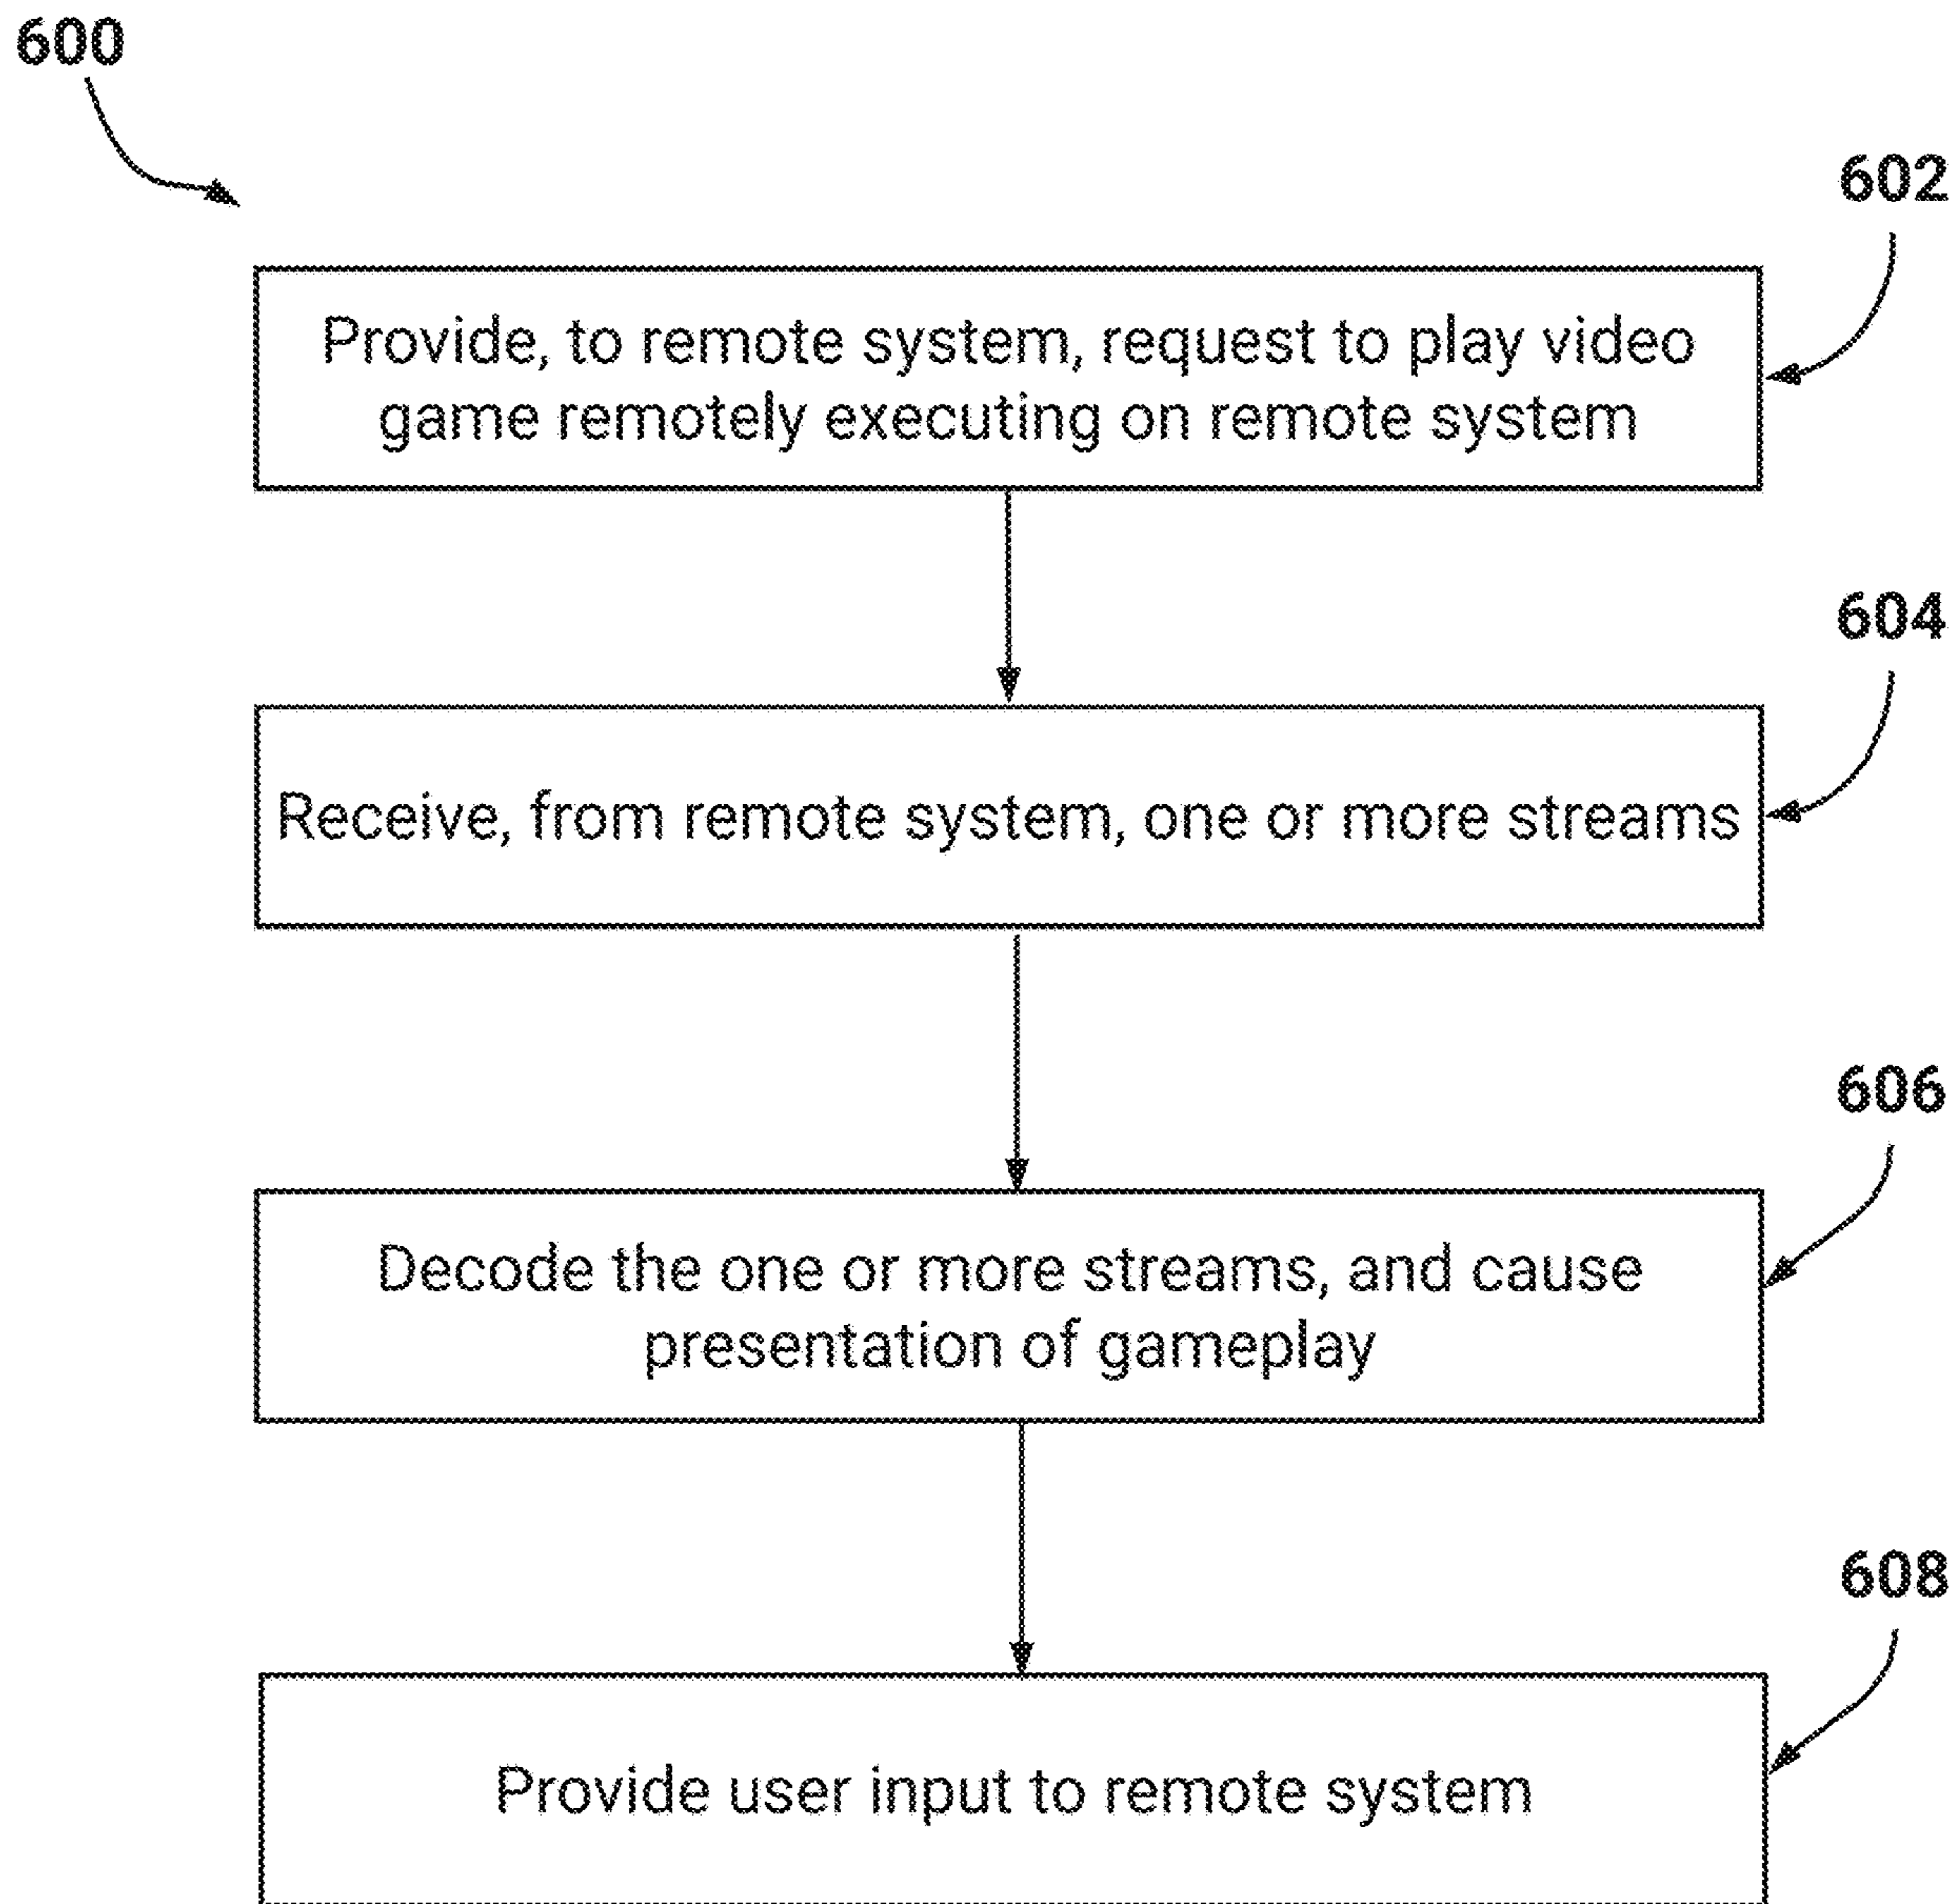 600
602
Provide, to remote system, request to play video
game remotely executing on remote system
604
Receive, from remote system, one or more streams
606
Decode the one or more streams, and cause
presentation of gameplay
608
Provide user input to remote system